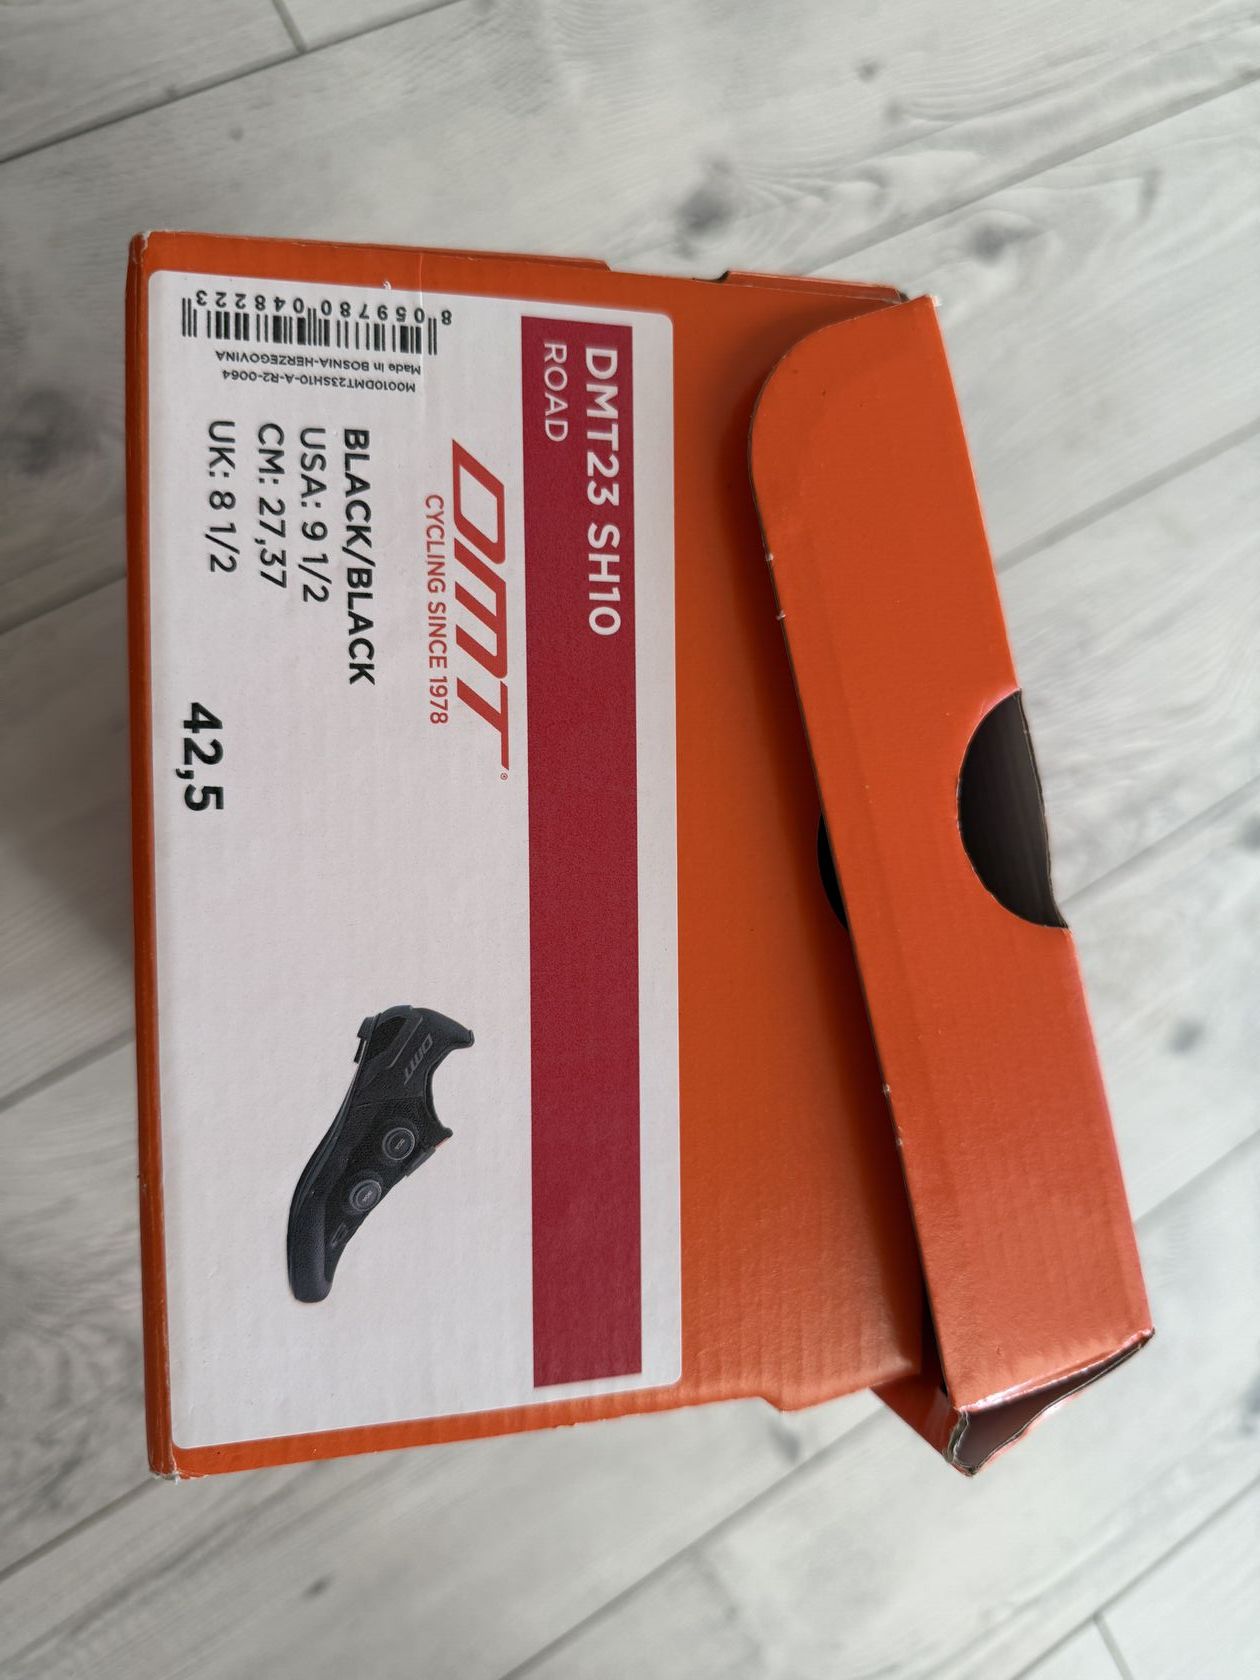 DMT23 SH10
ROAD
DMT®
CYCLING SINCE 1978
BLACK/BLACK
USA: 9 1/2
CM: 27,37
UK: 8 1/2
42,5
M0010DMT23SH10-A-R2-0064
Made in BOSNIA-HERZEGOVINA
8 059780 048223
DMT